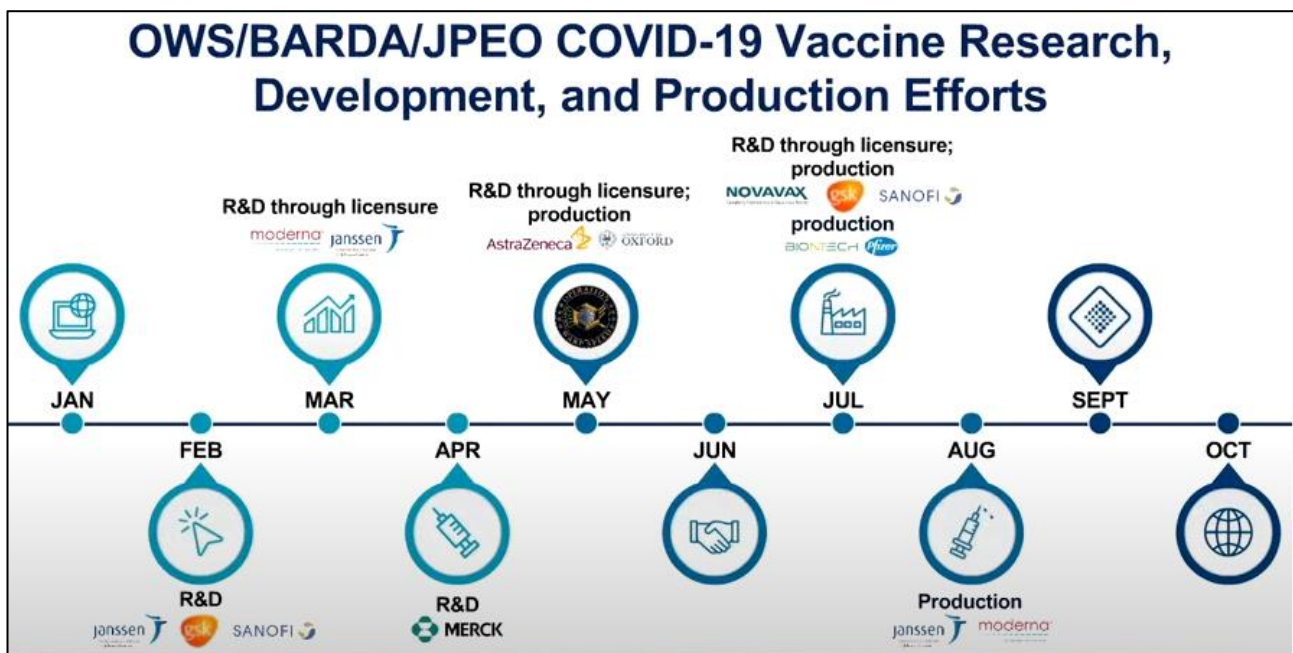 OWS/BARDA/JPEO COVID-19 Vaccine Research,
Development, and Production Efforts
R&D through licensure
moderna janssen
R&D through licensure;
production
AstraZeneca OXFORD
R&D through licensure;
production
NOVAVAX gsk SANOFI
production
BIONTECH Pfizer
OPERATION
JAN
MAR
MAY
JUL
SEPT
FEB
APR
JUN
AUG
OCT
R&D
janssen gsk SANOFI
R&D
MERCK
Production
janssen moderna